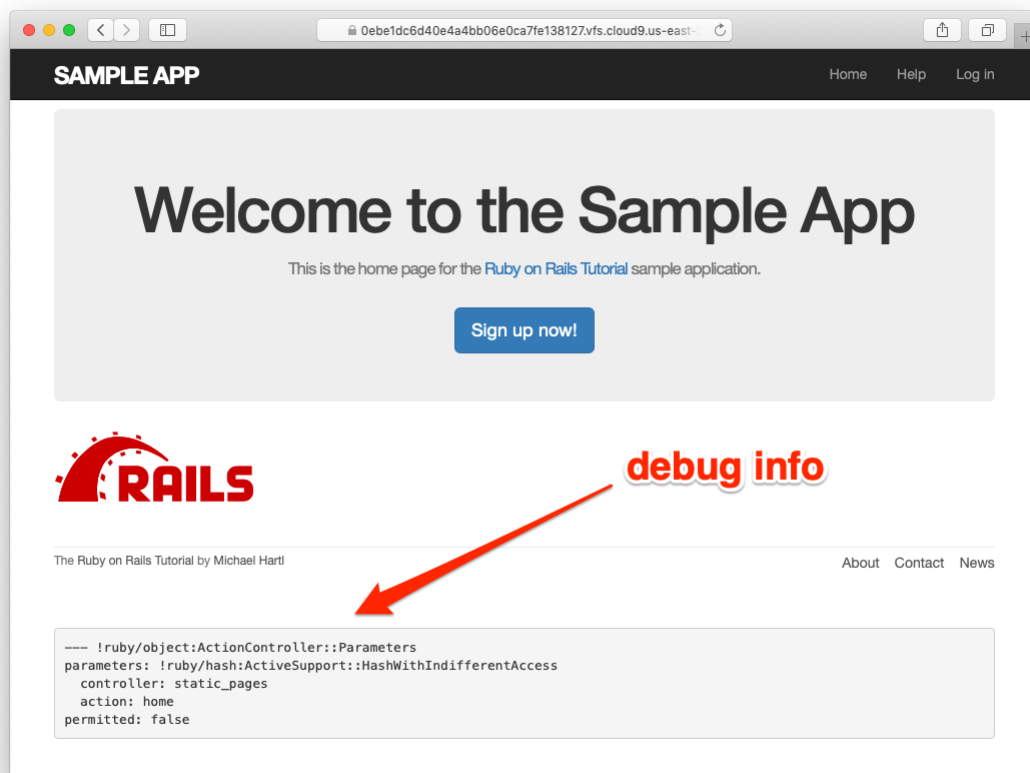 0ebe1dc6d40e4a4bb06e0ca7fe138127.vfs.cloud9.us-east-
SAMPLE APP
Home Help Log in
Welcome to the Sample App
This is the home page for the Ruby on Rails Tutorial sample application.
Sign up now!
RAILS
debug info
The Ruby on Rails Tutorial by Michael Hartl
About Contact News
--- !ruby/object:ActionController::Parameters
parameters: !ruby/hash:ActiveSupport::HashWithIndifferentAccess
  controller: static_pages
  action: home
permitted: false